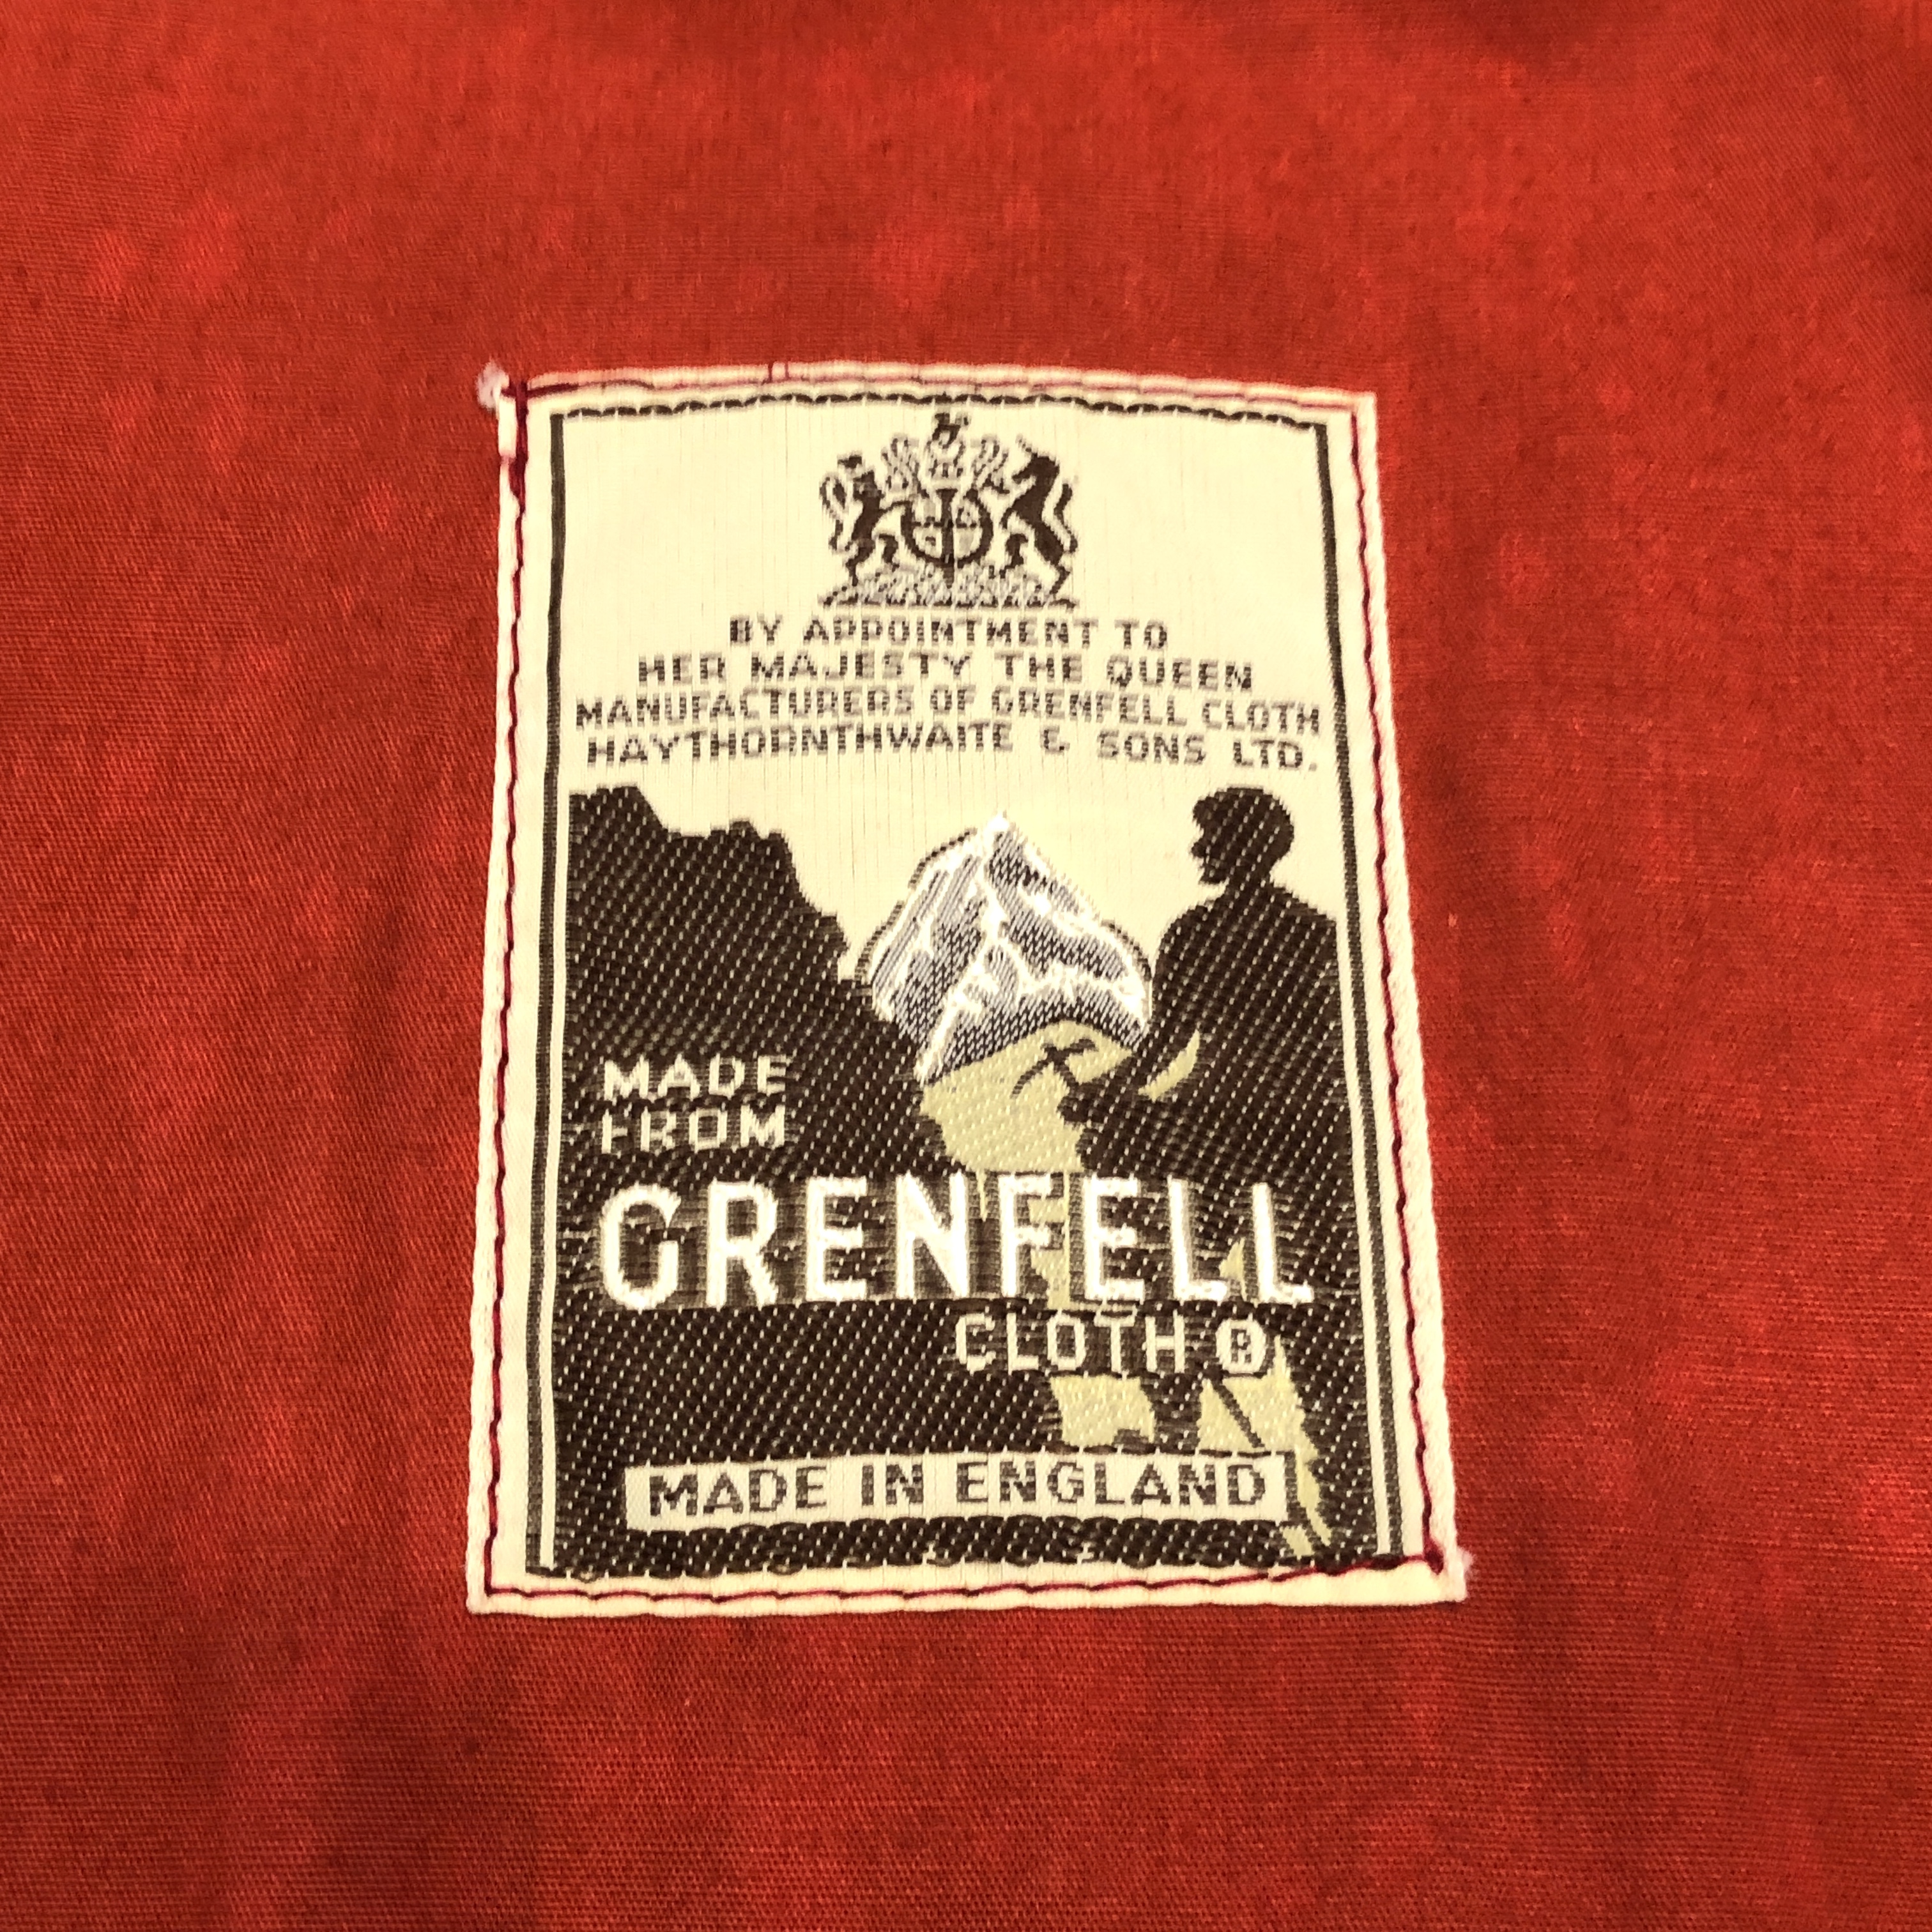 BY APPOINTMENT TO
HER MAJESTY THE QUEEN
MANUFACTURERS OF GRENFELL CLOTH
HAYTHORNTHWAITE & SONS LTD.
MADE
FROM
GRENFELL
CLOTH ®
MADE IN ENGLAND